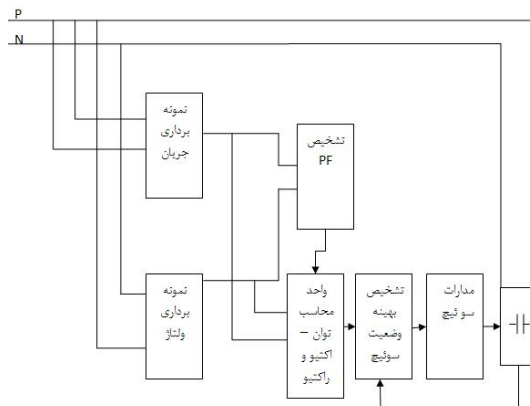 P
N
نمونه
برداری
جریان
تشخیص
PF
نمونه
برداری
ولتاژ
واحد
محاسب
توان –
اکتیو و
راکتیو
تشخیص
بهینه
وضعیت
سوئیچ
مدارات
سوئیچ